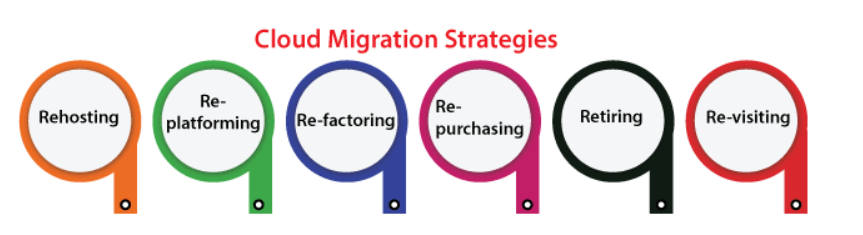 Cloud Migration Strategies
Rehosting
Re-
platforming
Re-factoring
Re-
purchasing
Retiring
Re-visiting